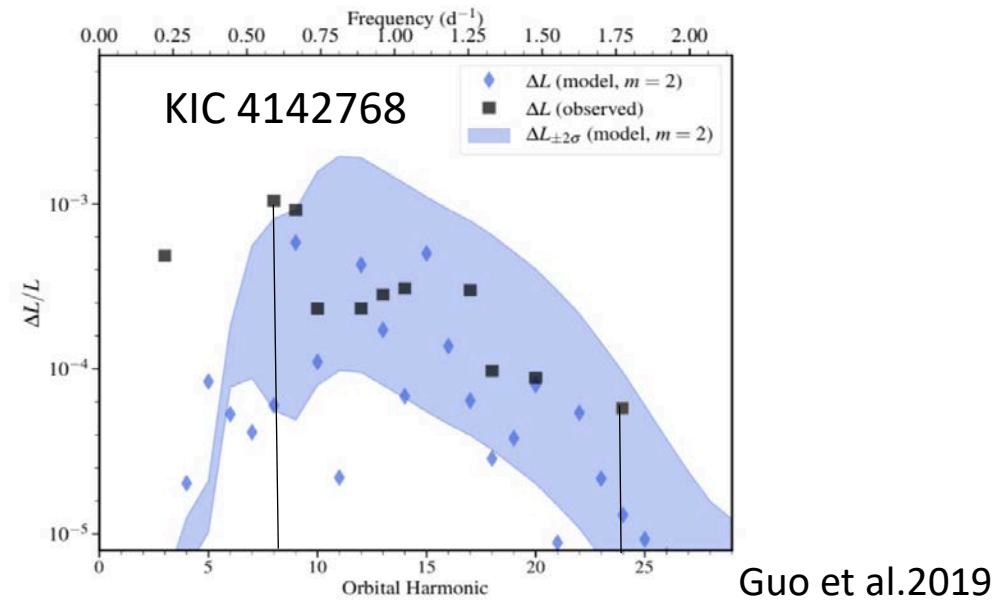 Frequency (d⁻¹)
0.00 0.25 0.50 0.75 1.00 1.25 1.50 1.75 2.00
KIC 4142768
ΔL (model, m = 2)
ΔL (observed)
ΔL±2σ (model, m = 2)
10⁻³
10⁻⁴
10⁻⁵
ΔL/L
0 5 10 15 20 25
Orbital Harmonic
Guo et al.2019